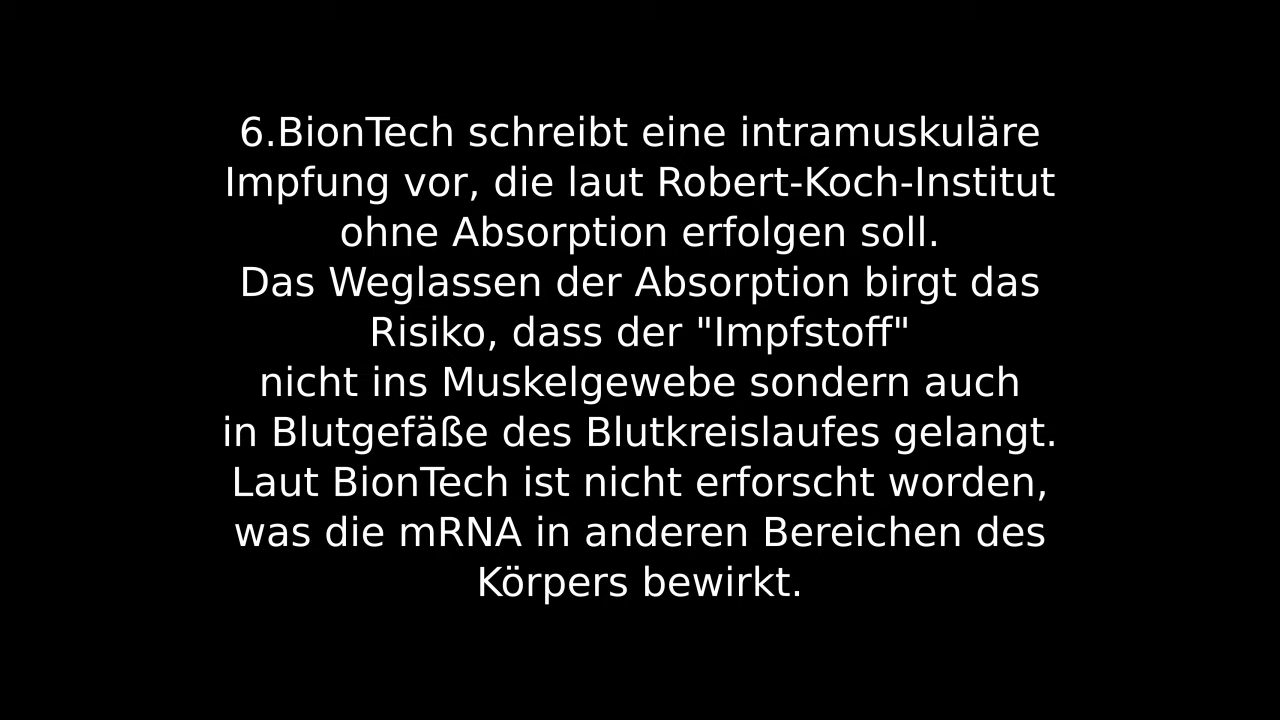 6.BionTech schreibt eine intramuskuläre
Impfung vor, die laut Robert-Koch-Institut
ohne Absorption erfolgen soll.
Das Weglassen der Absorption birgt das
Risiko, dass der "Impfstoff"
nicht ins Muskelgewebe sondern auch
in Blutgefäße des Blutkreislaufes gelangt.
Laut BionTech ist nicht erforscht worden,
was die mRNA in anderen Bereichen des
Körpers bewirkt.